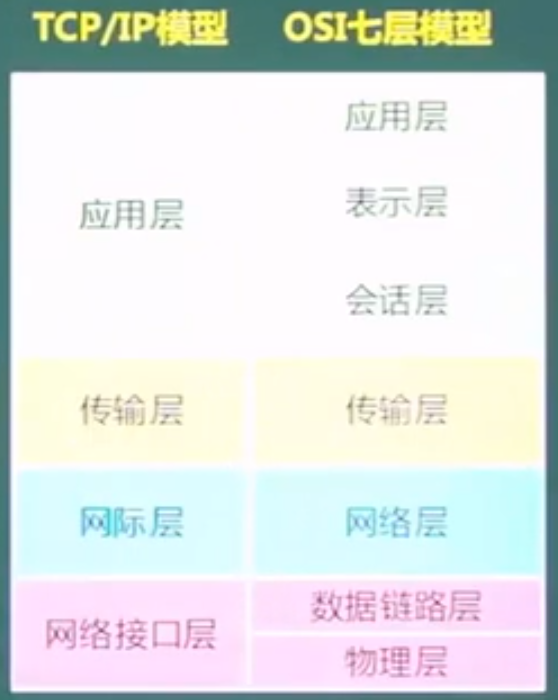 TCP/IP模型 OSI七层模型
应用层
应用层
表示层
会话层
传输层 传输层
网际层 网络层
网络接口层
数据链路层
物理层